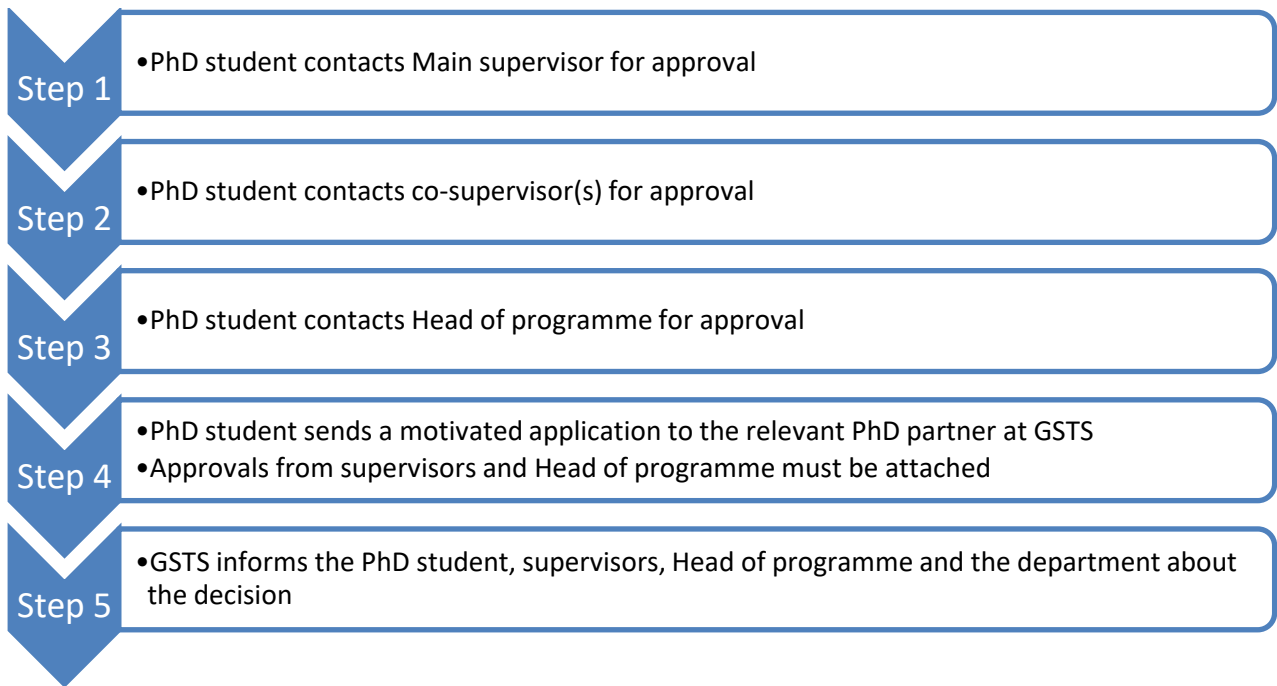 Step 1
•PhD student contacts Main supervisor for approval
Step 2
•PhD student contacts co-supervisor(s) for approval
Step 3
•PhD student contacts Head of programme for approval
Step 4
•PhD student sends a motivated application to the relevant PhD partner at GSTS
•Approvals from supervisors and Head of programme must be attached
Step 5
•GSTS informs the PhD student, supervisors, Head of programme and the department about
the decision